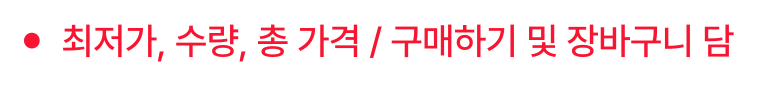 • 최저가, 수량, 총 가격 / 구매하기 및 장바구니 담